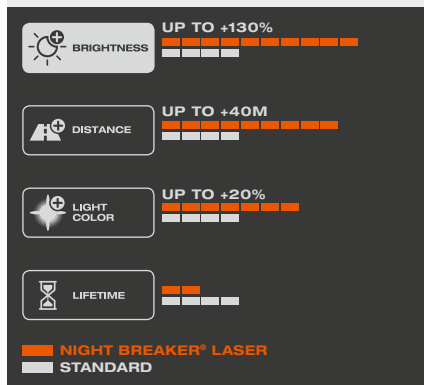 UP TO +130%
BRIGHTNESS
UP TO +40M
DISTANCE
UP TO +20%
LIGHT
COLOR
LIFETIME
NIGHT BREAKER® LASER
STANDARD